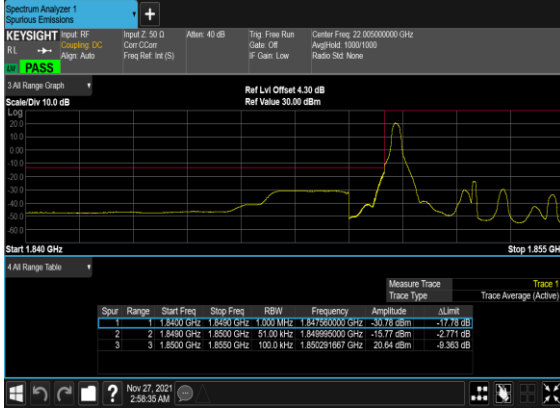 Spectrum Analyzer 1
Spurious Emissions
KEYSIGHT Input: RF Input Z: 50 Ω Atten: 40 dB Trig: Free Run Center Freq: 22.005000000 GHz
RL Coupling: DC Corr CCorr Gate: Off Avg|Hold: 1000/1000
Align: Auto Freq Ref: Int (S) IF Gain: Low Radio Std: None
PASS
3.All Range Graph
Ref Lvl Offset 4.30 dB
Scale/Div 10.0 dB Ref Value 30.00 dBm
Log
20.0
10.0
0.00
-10.0
-20.0
-30.0
-40.0
-50.0
-60.0
Start 1.840 GHz Stop 1.855 GH
4.All Range Table
Measure Trace Trace 1
Trace Type Trace Average (Active)
Spur Range Start Freq Stop Freq RBW Frequency Amplitude ΔLimit
1 1 1.8400 GHz 1.8490 GHz 1.000 MHz 1.847560000 GHz -30.78 dBm -17.78 dB
2 2 1.8490 GHz 1.8500 GHz 51.00 kHz 1.849995000 GHz -15.77 dBm -2.771 dB
3 3 1.8500 GHz 1.8550 GHz 100.0 kHz 1.850291667 GHz 20.64 dBm -9.363 dB
Nov 27, 2021
2:58:35 AM